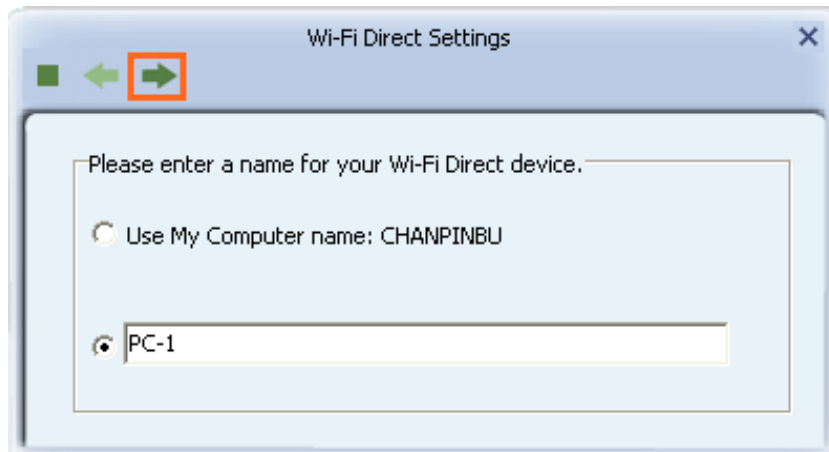 Wi-Fi Direct Settings
Please enter a name for your Wi-Fi Direct device.
Use My Computer name: CHANPINBU
PC-1